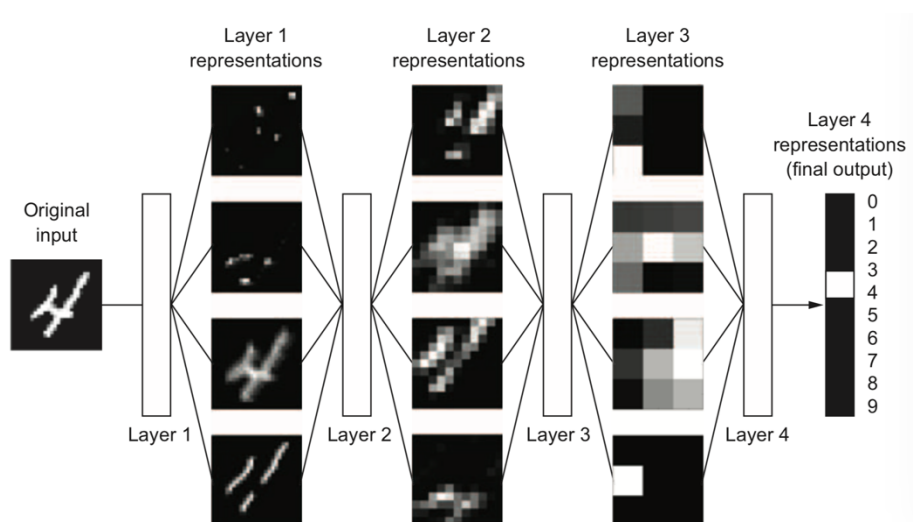 Layer 1
representations
Layer 2
representations
Layer 3
representations
Layer 4
representations
(final output)
Original
input
0
1
2
3
4
5
6
7
8
9
Layer 1
Layer 2
Layer 3
Layer 4